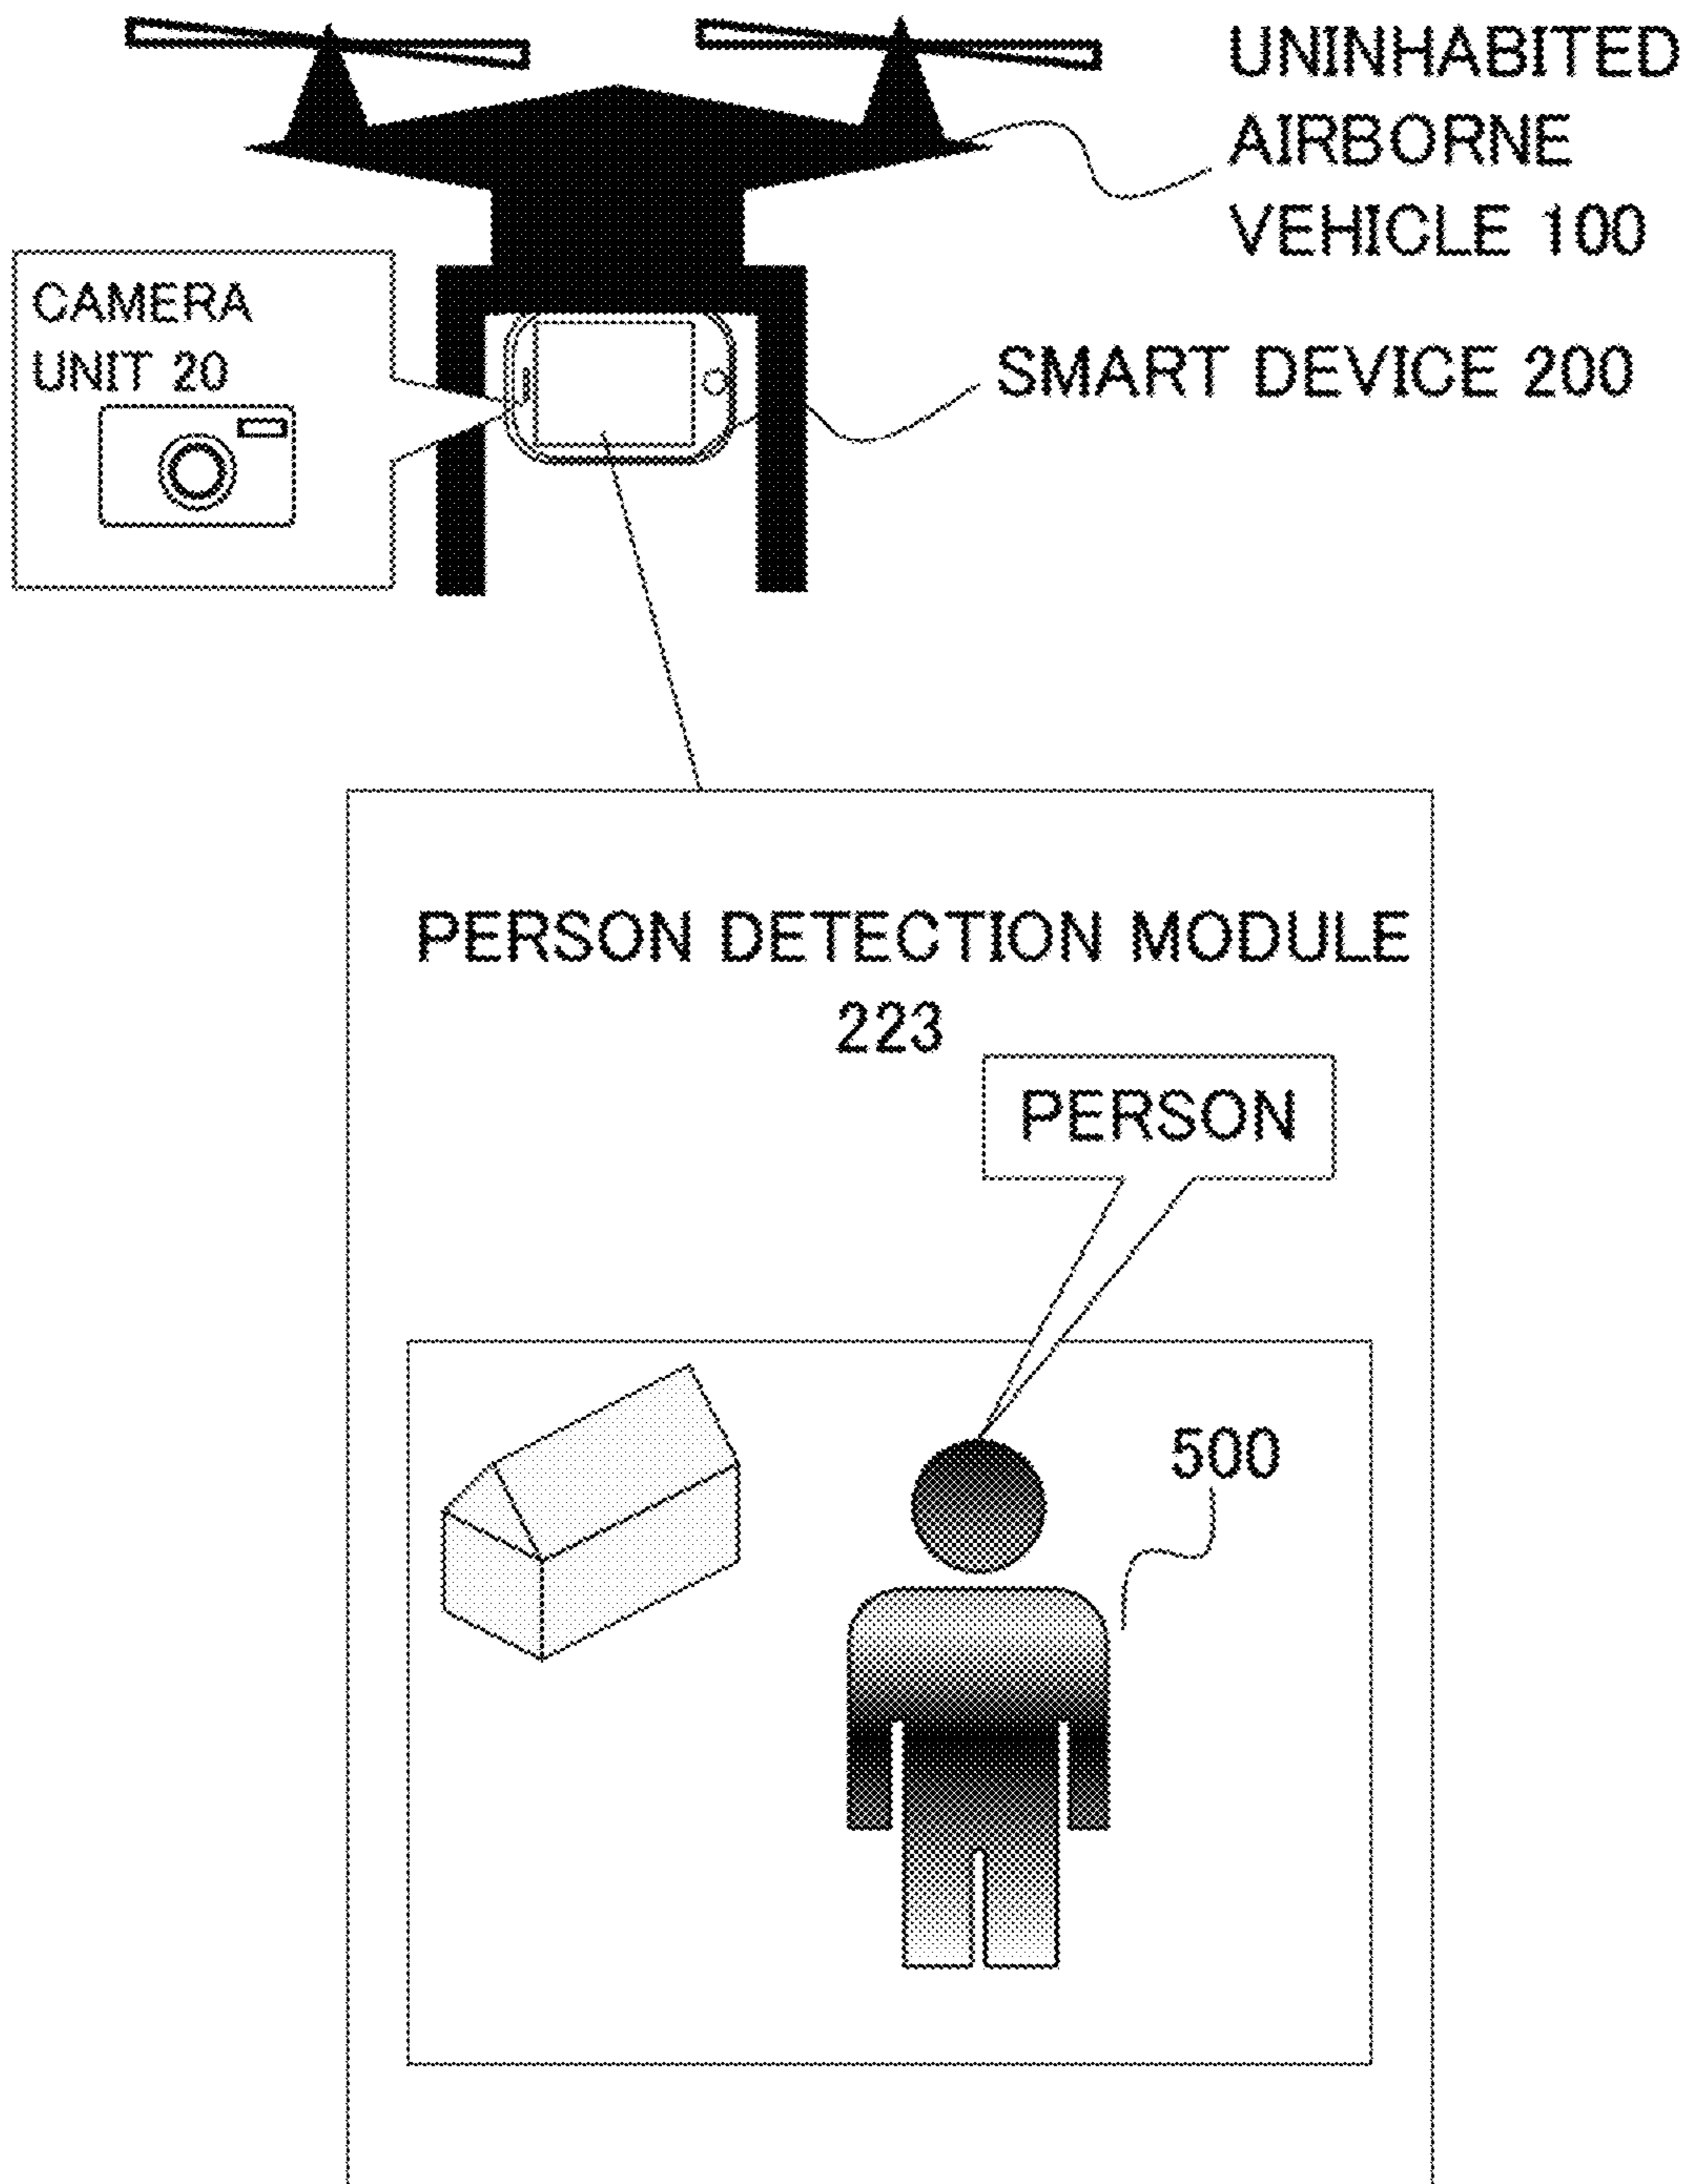 UNINHABITED
AIRBORNE
VEHICLE 100
CAMERA
UNIT 20
SMART DEVICE 200
PERSON DETECTION MODULE
223
PERSON
500